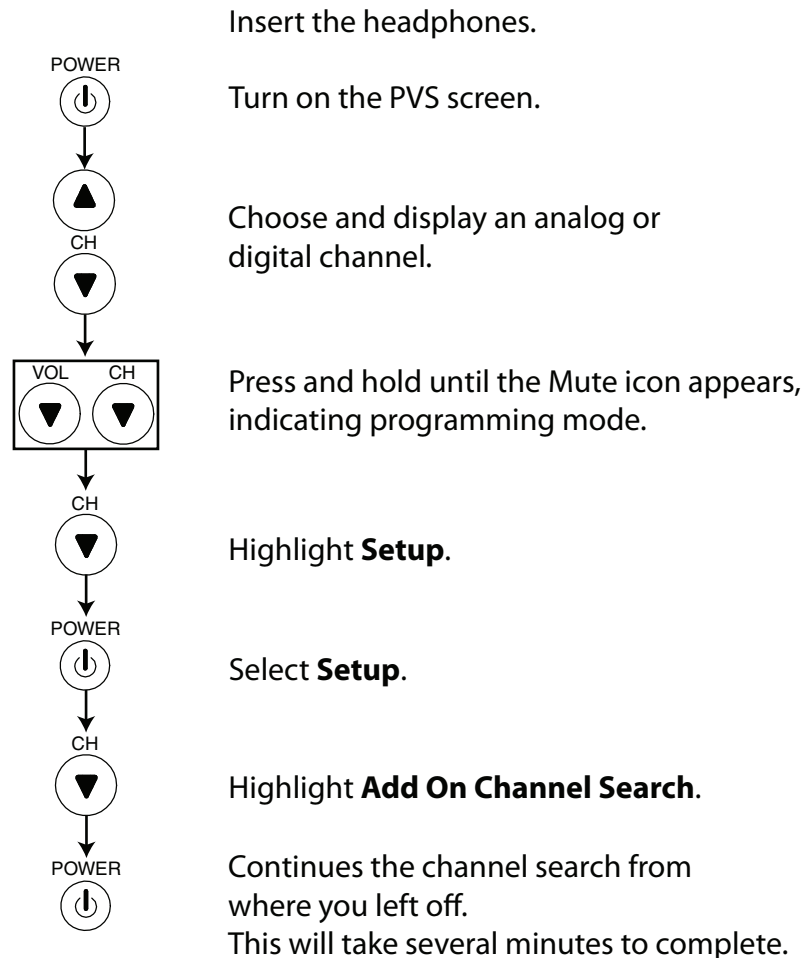 Insert the headphones.
POWER
Turn on the PVS screen.
CH
Choose and display an analog or
digital channel.
VOL CH
Press and hold until the Mute icon appears,
indicating programming mode.
CH
Highlight Setup.
POWER
Select Setup.
CH
Highlight Add On Channel Search.
POWER
Continues the channel search from
where you left off.
This will take several minutes to complete.